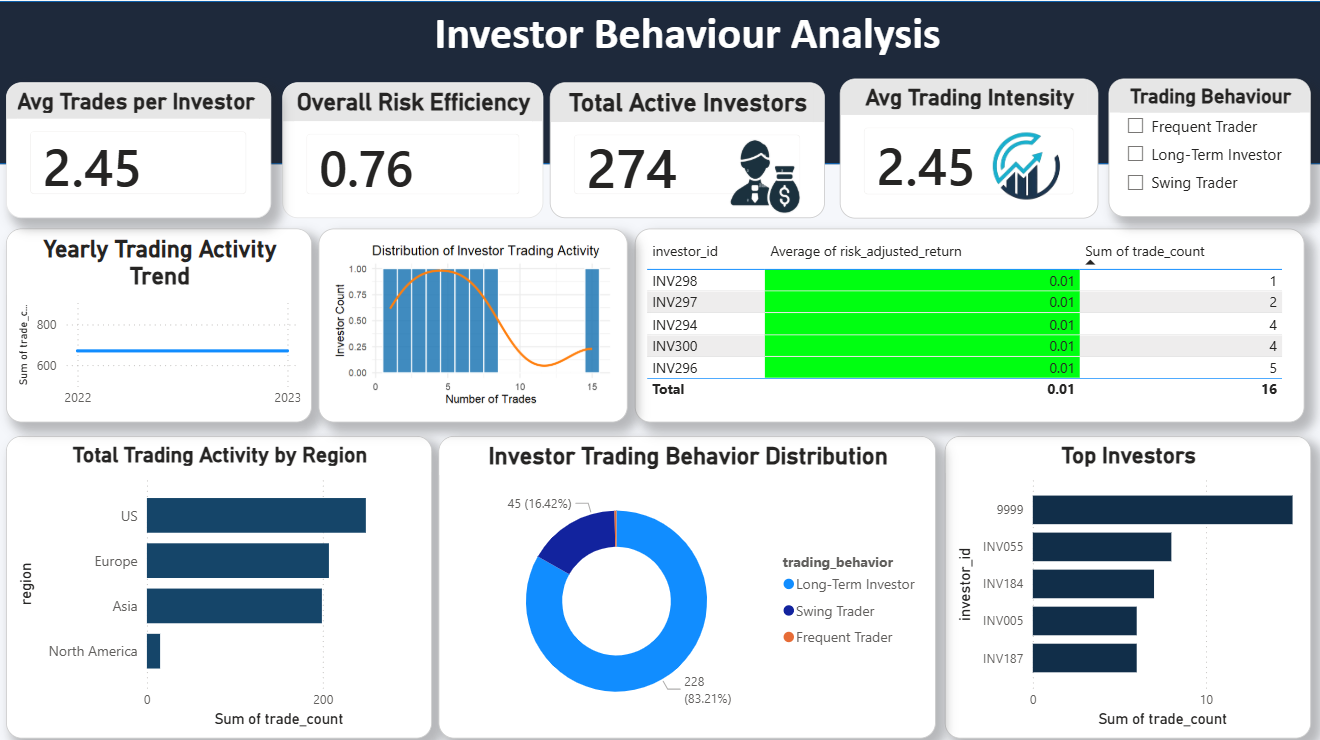 Investor Behaviour Analysis
Avg Trades per Investor
2.45
Overall Risk Efficiency
0.76
Total Active Investors
274
$
Avg Trading Intensity
2.45
Trading Behaviour
Frequent Trader
Long-Term Investor
Swing Trader
Yearly Trading Activity
Trend
Sum of trade_c...
800
600
2022
2023
Distribution of Investor Trading Activity
Investor Count
1.00
0.75
0.50
0.25
0.00
0
5
10
15
Number of Trades
investor_id Average of risk_adjusted_return Sum of trade_count
INV298 0.01 1
INV297 0.01 2
INV294 0.01 4
INV300 0.01 4
INV296 0.01 5
Total 0.01 16
Total Trading Activity by Region
region
US
Europe
Asia
North America
0
200
Sum of trade_count
Investor Trading Behavior Distribution
45 (16.42%)
228
(83.21%)
trading_behavior
Long-Term Investor
Swing Trader
Frequent Trader
Top Investors
investor_id
9999
INV055
INV184
INV005
INV187
0
10
Sum of trade_count